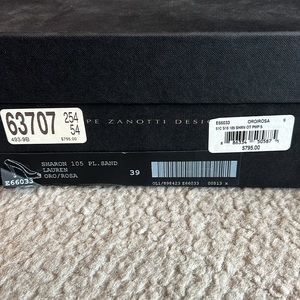 PE ZANOTTI DESIG
63707
254
54
493-9B
$795.00
E66033 ORO/ROSA
$795.00
SHARON 105 PL.SAND
LAUREN
ORO/ROSA
39
E66033